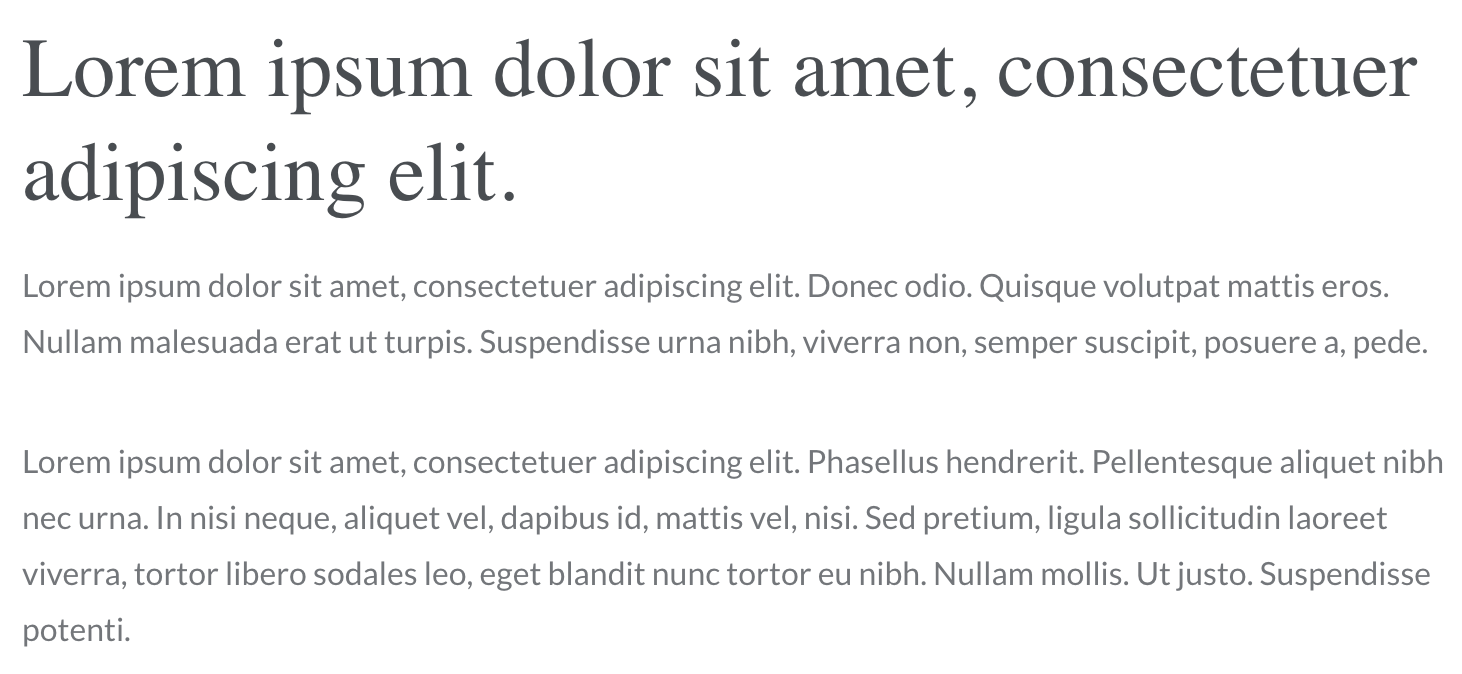 Lorem ipsum dolor sit amet, consectetuer
adipiscing elit.
Lorem ipsum dolor sit amet, consectetuer adipiscing elit. Donec odio. Quisque volutpat mattis eros.
Nullam malesuada erat ut turpis. Suspendisse urna nibh, viverra non, semper suscipit, posuere a, pede.
Lorem ipsum dolor sit amet, consectetuer adipiscing elit. Phasellus hendrerit. Pellentesque aliquet nibh
nec urna. In nisi neque, aliquet vel, dapibus id, mattis vel, nisi. Sed pretium, ligula sollicitudin laoreet
viverra, tortor libero sodales leo, eget blandit nunc tortor eu nibh. Nullam mollis. Ut justo. Suspendisse
potenti.